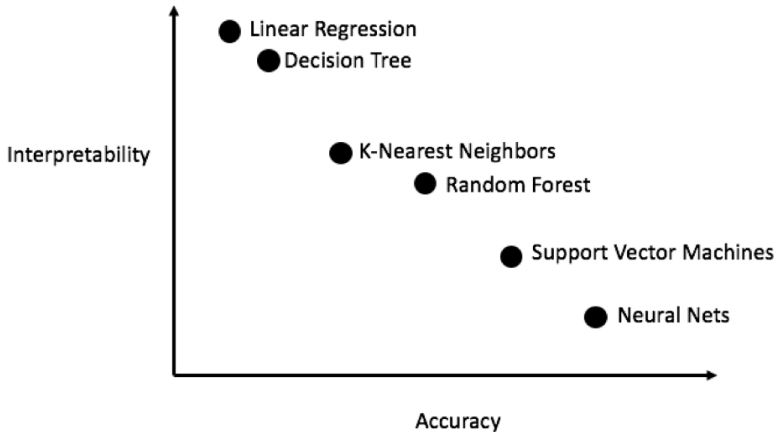 Linear Regression
Decision Tree
Interpretability
K-Nearest Neighbors
Random Forest
Support Vector Machines
Neural Nets
Accuracy